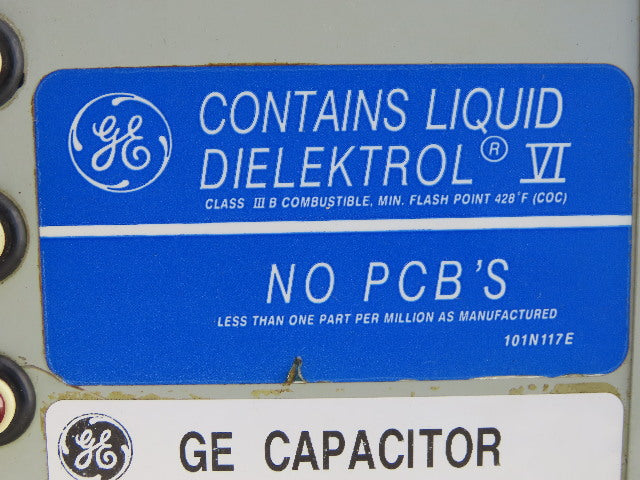 GE
CONTAINS LIQUID
DIELEKTROL® VI
CLASS III B COMBUSTIBLE, MIN. FLASH POINT 428°F (COC)
NO PCB'S
LESS THAN ONE PART PER MILLION AS MANUFACTURED
101N117E
GE
GE CAPACITOR